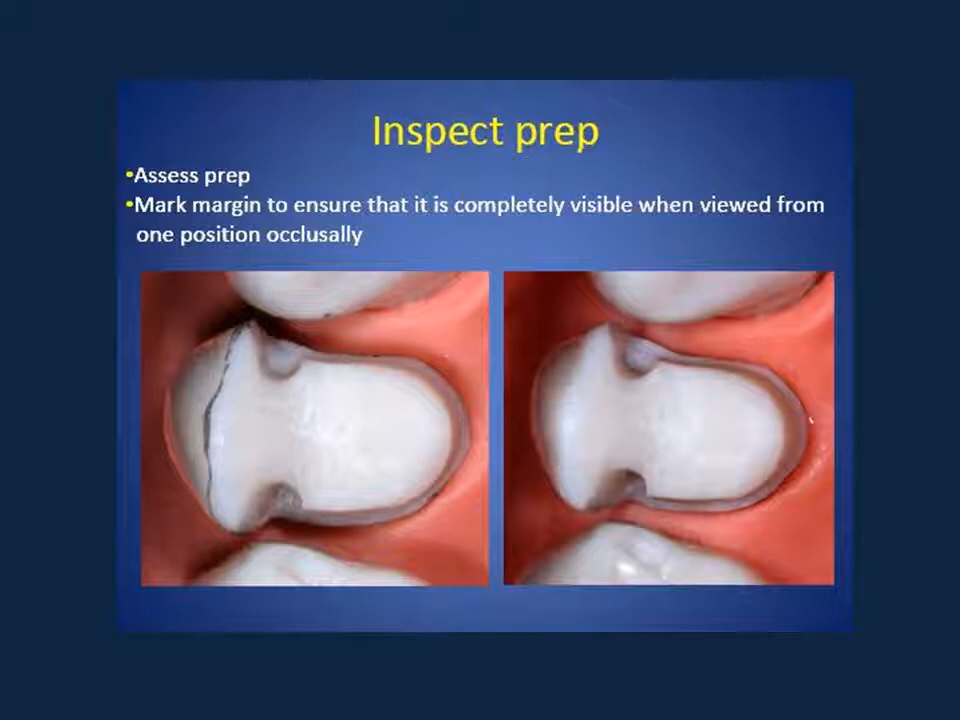 Inspect prep
•Assess prep
•Mark margin to ensure that it is completely visible when viewed from
one position occlusally